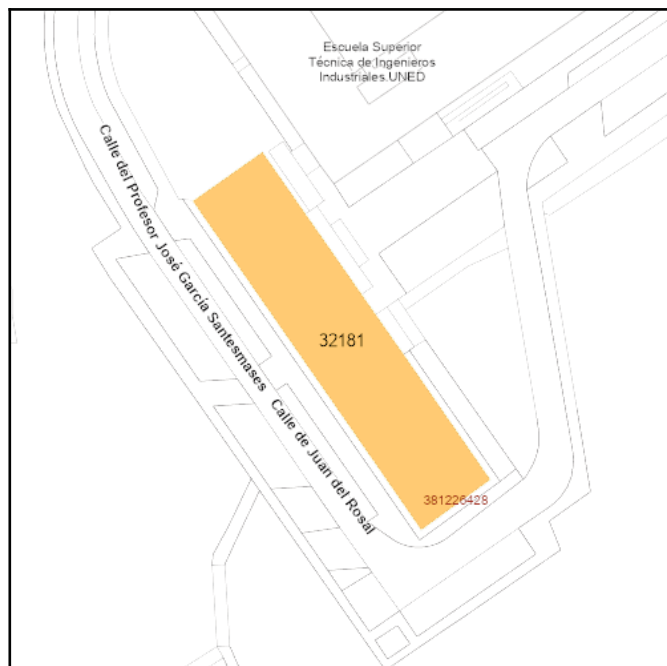 Escuela Superior
Técnica de Ingenieros
Industriales.UNED
Calle del Profesor José García Santesmases
32181
Calle de Juan del Rosal
381226428